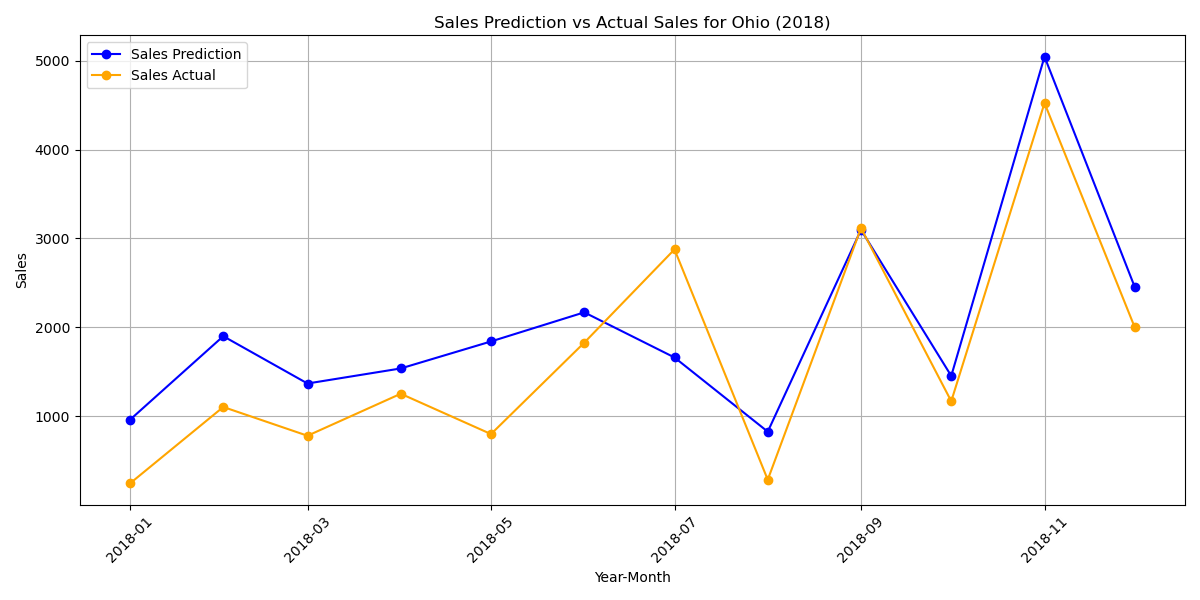 Sales Prediction vs Actual Sales for Ohio (2018)
Sales Prediction
Sales Actual
5000
4000
3000
2000
1000
Sales
2018-01
2018-03
2018-05
2018-07
2018-09
2018-11
Year-Month